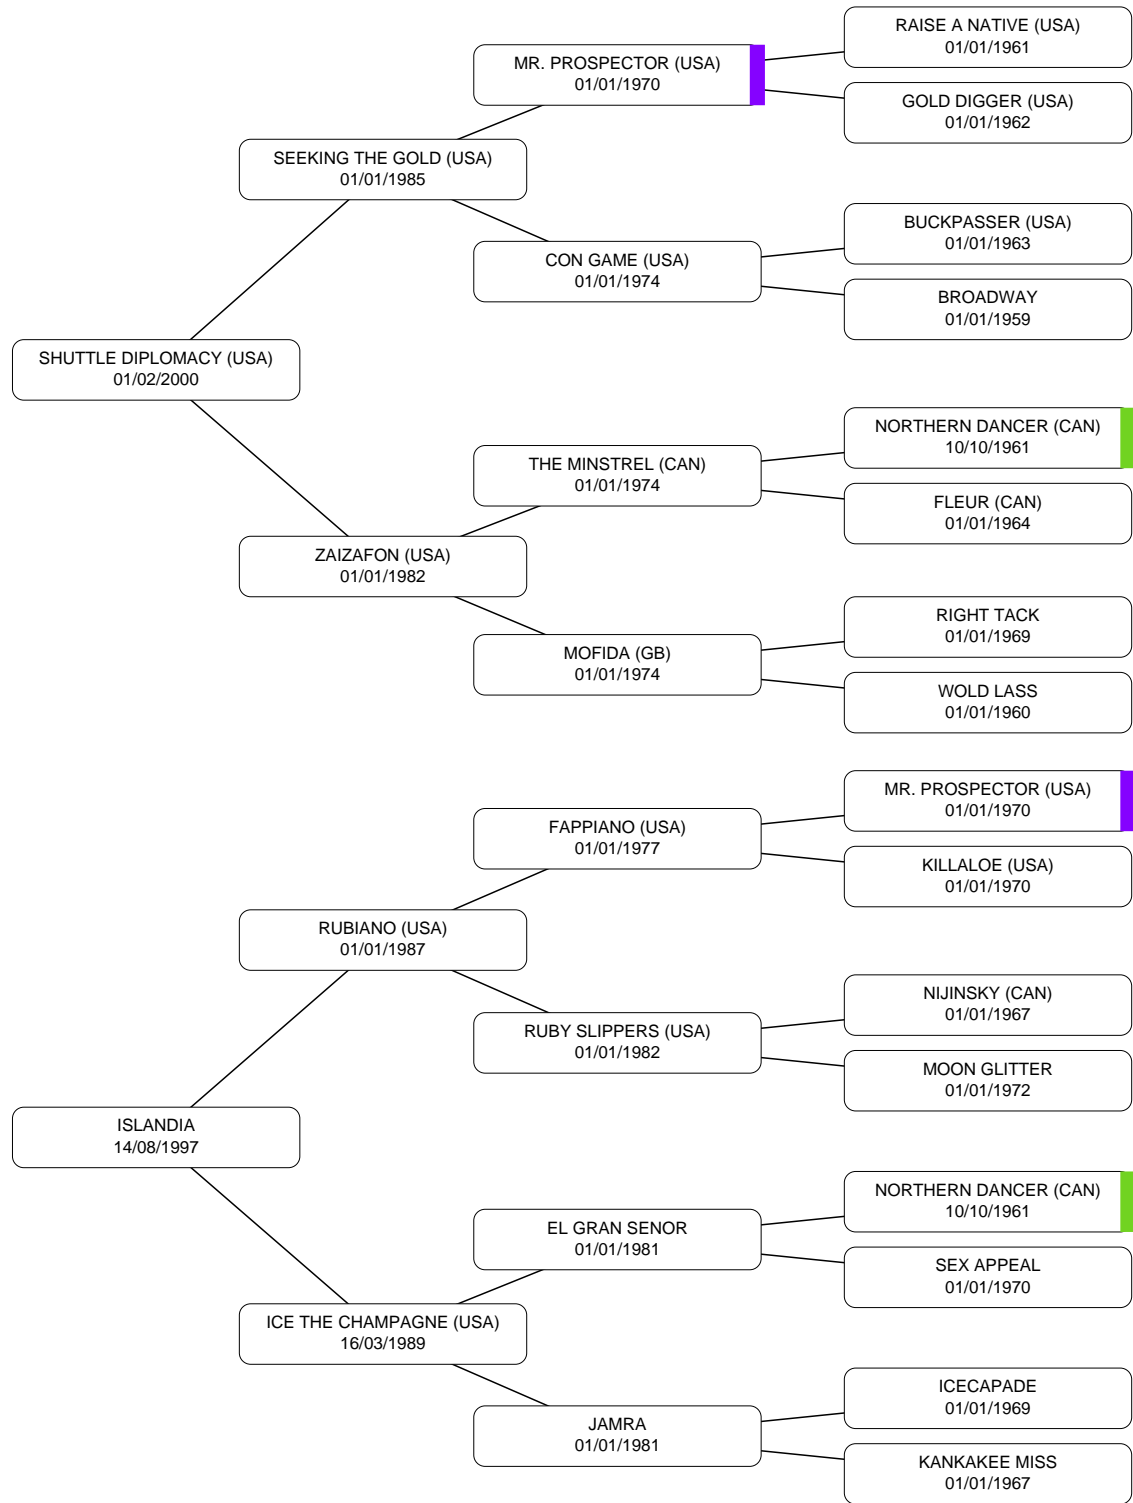 RAISE A NATIVE (USA)
01/01/1961
MR. PROSPECTOR (USA)
01/01/1970
GOLD DIGGER (USA)
01/01/1962
SEEKING THE GOLD (USA)
01/01/1985
BUCKPASSER (USA)
01/01/1963
CON GAME (USA)
01/01/1974
BROADWAY
01/01/1959
SHUTTLE DIPLOMACY (USA)
01/02/2000
NORTHERN DANCER (CAN)
10/10/1961
THE MINSTREL (CAN)
01/01/1974
FLEUR (CAN)
01/01/1964
ZAIZAFON (USA)
01/01/1982
RIGHT TACK
01/01/1969
MOFIDA (GB)
01/01/1974
WOLD LASS
01/01/1960
MR. PROSPECTOR (USA)
01/01/1970
FAPPIANO (USA)
01/01/1977
KILLALOE (USA)
01/01/1970
RUBIANO (USA)
01/01/1987
NIJINSKY (CAN)
01/01/1967
RUBY SLIPPERS (USA)
01/01/1982
MOON GLITTER
01/01/1972
ISLANDIA
14/08/1997
NORTHERN DANCER (CAN)
10/10/1961
EL GRAN SENOR
01/01/1981
SEX APPEAL
01/01/1970
ICE THE CHAMPAGNE (USA)
16/03/1989
ICECAPADE
01/01/1969
JAMRA
01/01/1981
KANKAKEE MISS
01/01/1967